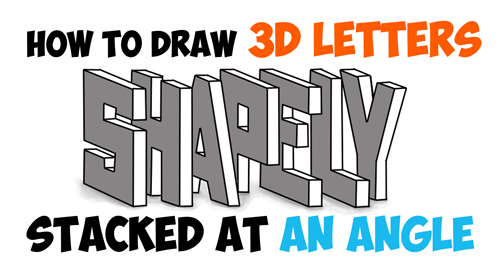 HOW TO DRAW 3D LETTERS
SHAPELY
STACKED AT AN ANGLE